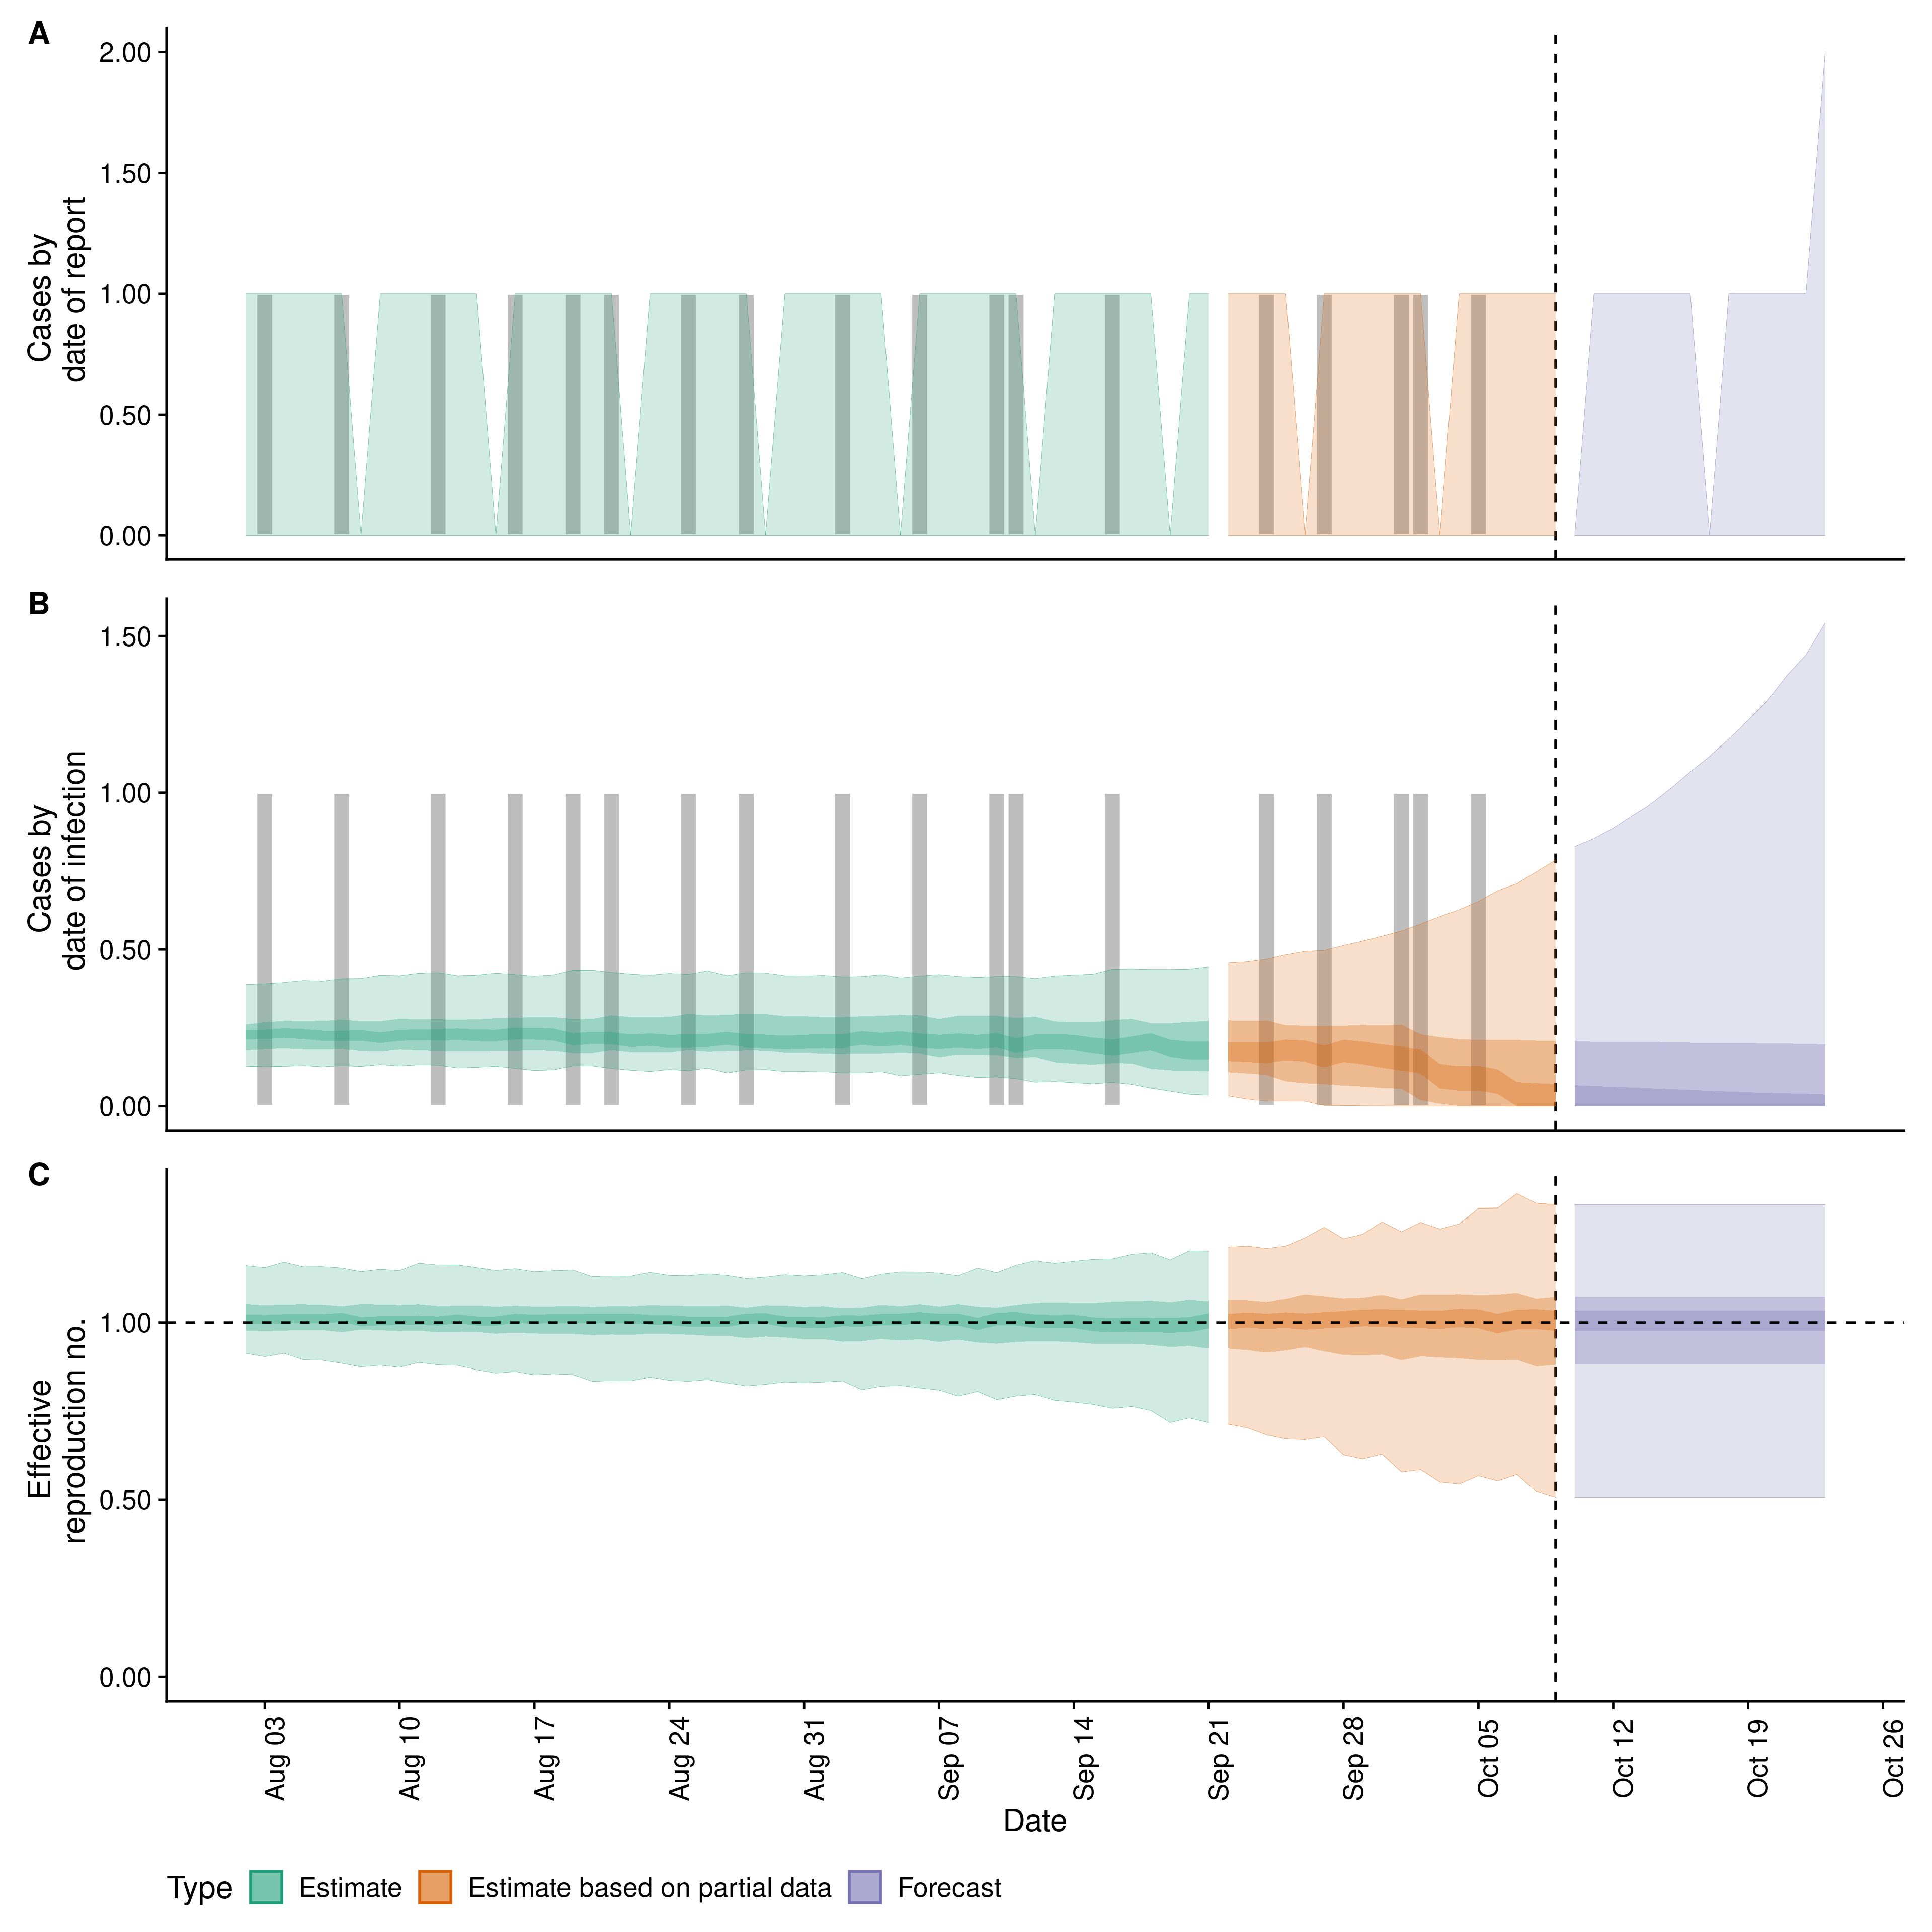 A
2.00
1.50
1.00
0.50
0.00
Cases by
date of report
B
1.50
1.00
0.50
0.00
Cases by
date of infection
C
1.00
0.50
0.00
Effective
reproduction no.
Aug 03
Aug 10
Aug 17
Aug 24
Aug 31
Sep 07
Sep 14
Sep 21
Sep 28
Oct 05
Oct 12
Oct 19
Oct 26
Date
Type Estimate Estimate based on partial data Forecast